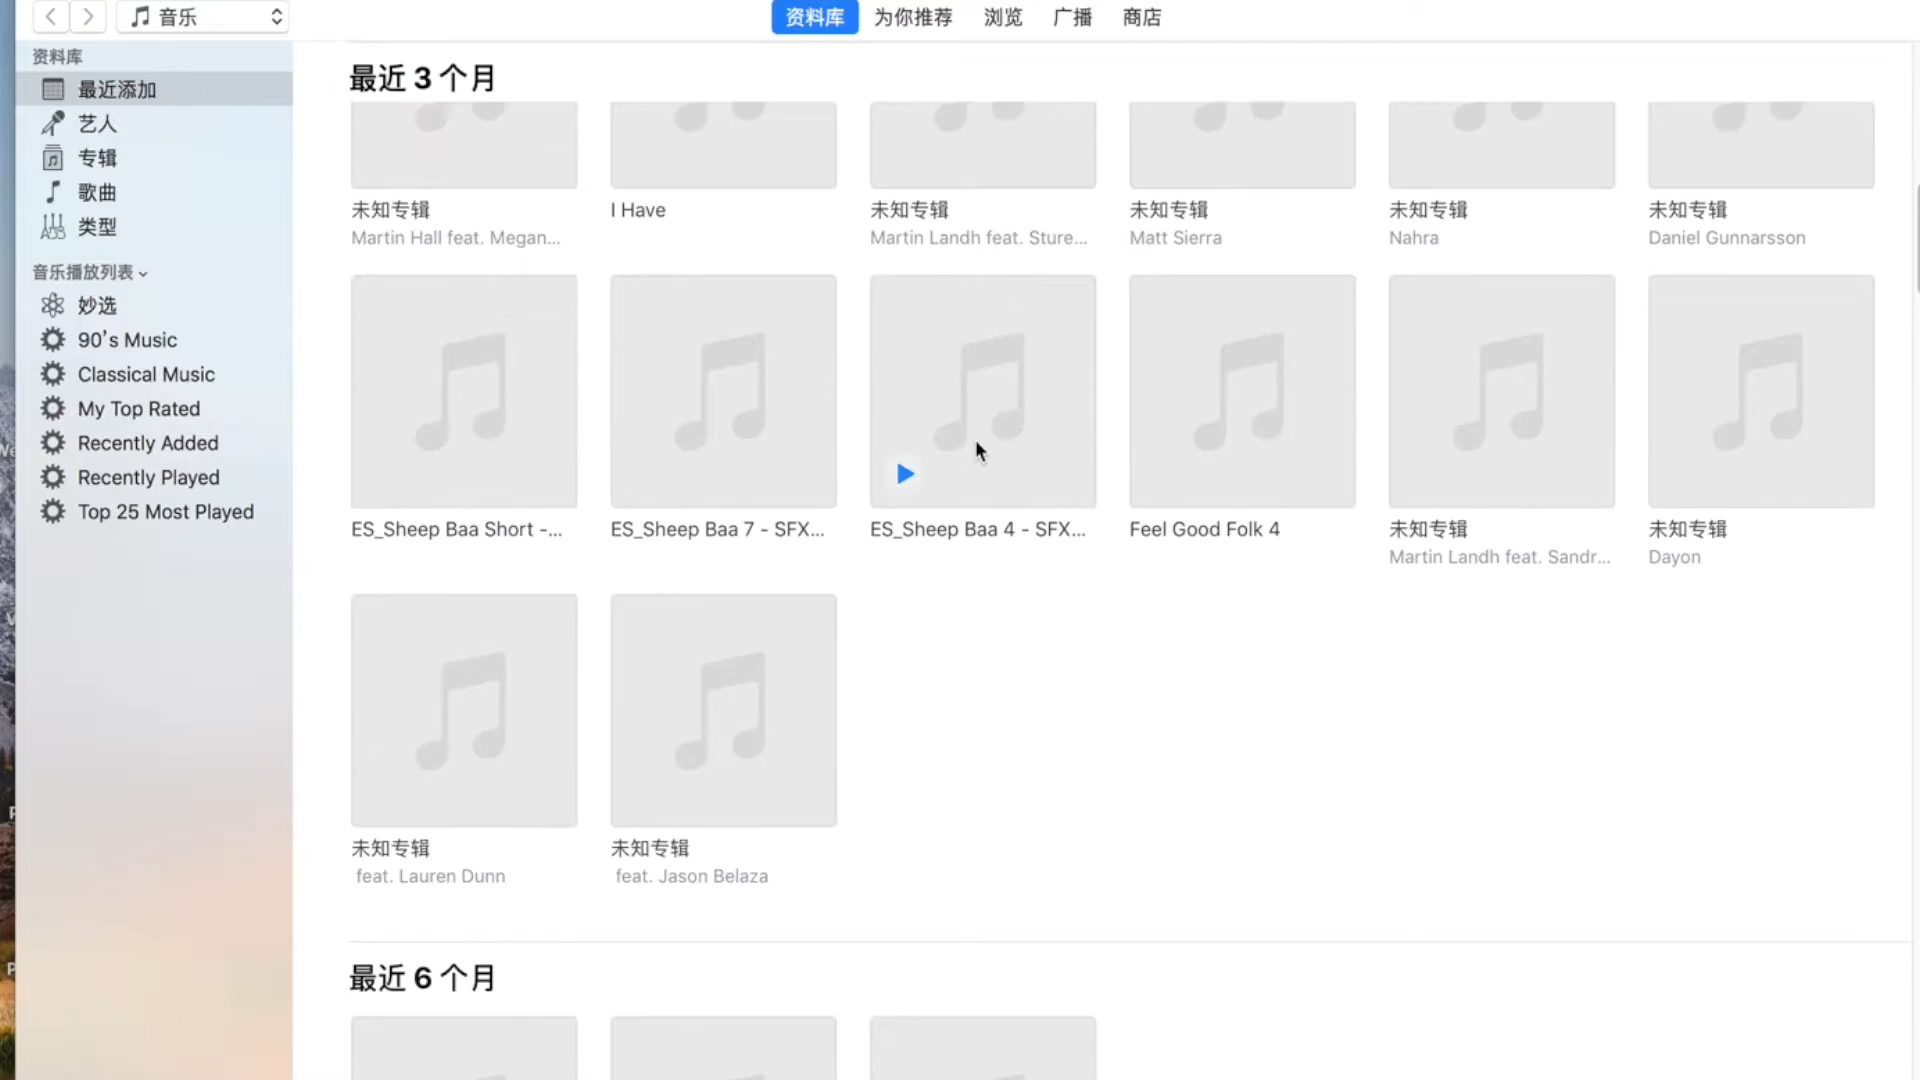 音乐
资料库 为你推荐 浏览 广播 商店
资料库
最近添加
艺人
专辑
歌曲
类型
音乐播放列表
妙选
90's Music
Classical Music
My Top Rated
Recently Added
Recently Played
Top 25 Most Played
最近 3 个月
未知专辑 I Have 未知专辑 未知专辑 未知专辑 未知专辑
Martin Hall feat. Megan... Martin Landh feat. Sture... Matt Sierra Nahra Daniel Gunnarsson
ES_Sheep Baa Short -... ES_Sheep Baa 7 - SFX... ES_Sheep Baa 4 - SFX... Feel Good Folk 4 未知专辑 未知专辑
Martin Landh feat. Sandr... Dayon
未知专辑 未知专辑
feat. Lauren Dunn feat. Jason Belaza
最近 6 个月